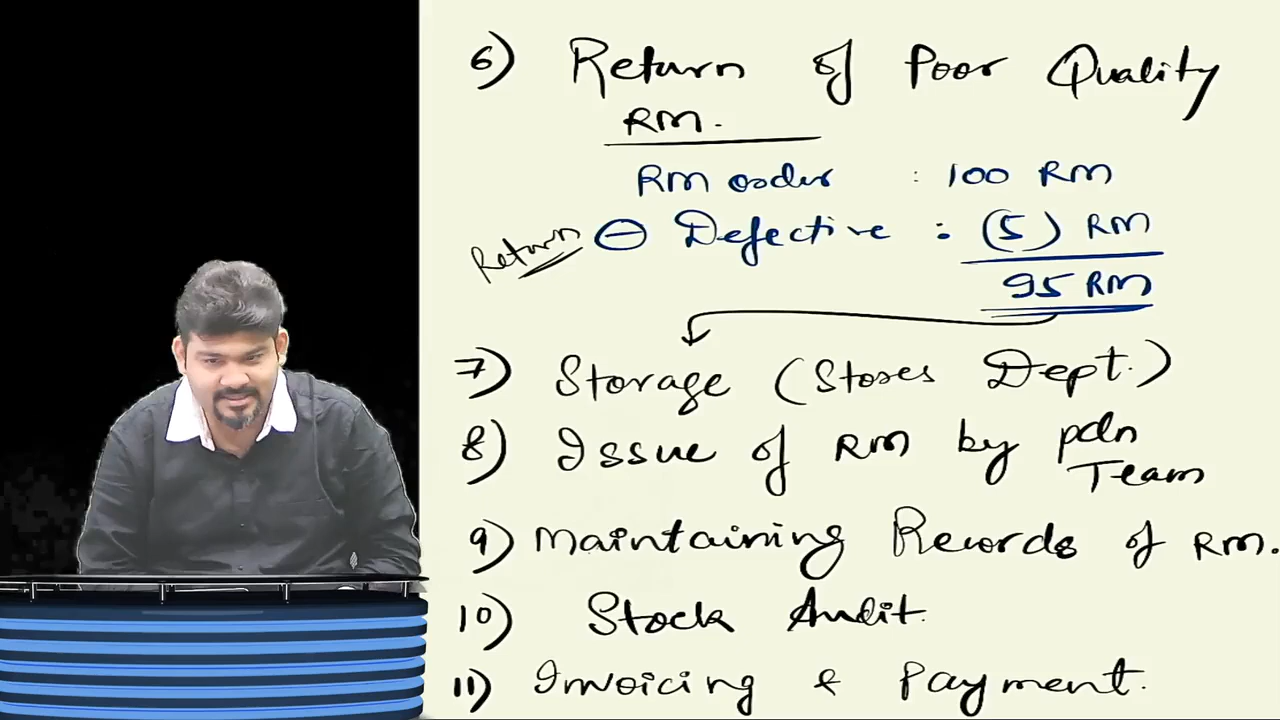 6) Return of Poor Quality
RM.
RM order : 100 RM
Return ⊖ Defective : (5) RM
95 RM
7) Storage (Stores Dept.)
8) Issue of RM by pdn
Team
9) Maintaining Records of RM.
10) Stock Audit.
11) Invoicing & Payment.